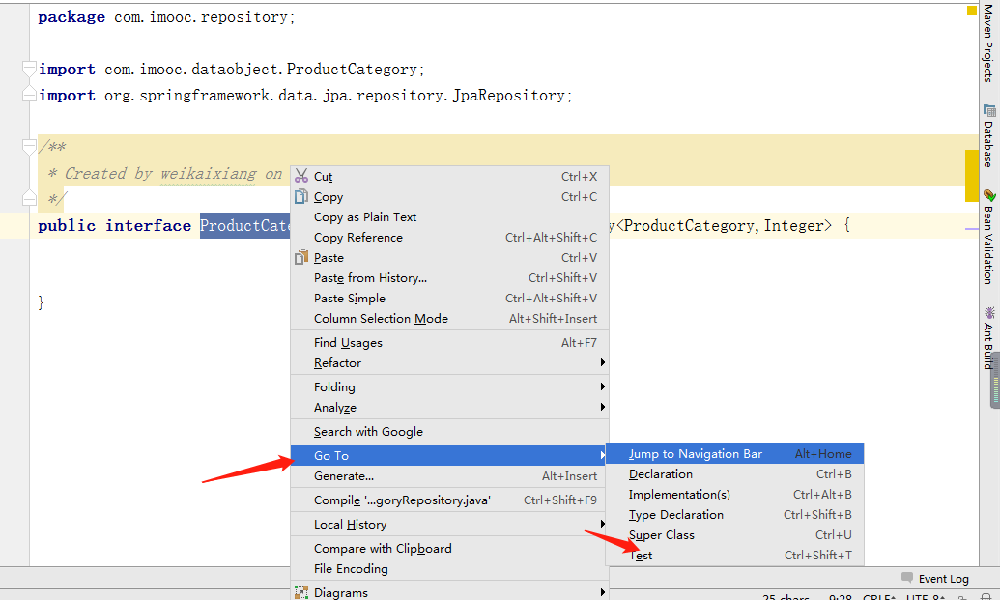 package com.imooc.repository;
import com.imooc.dataobject.ProductCategory;
import org.springframework.data.jpa.repository.JpaRepository;
/**
* Created by weikaixiang on
*/
public interface ProductCate y<ProductCategory,Integer> {
}
Cut Ctrl+X
Copy Ctrl+C
Copy as Plain Text
Copy Reference Ctrl+Alt+Shift+C
Paste Ctrl+V
Paste from History... Ctrl+Shift+V
Paste Simple Ctrl+Alt+Shift+V
Column Selection Mode Alt+Shift+Insert
Find Usages Alt+F7
Refactor
Folding
Analyze
Search with Google
Go To
Generate... Alt+Insert
Compile '...goryRepository.java' Ctrl+Shift+F9
Local History
Compare with Clipboard
File Encoding
Diagrams
Jump to Navigation Bar Alt+Home
Declaration Ctrl+B
Implementation(s) Ctrl+Alt+B
Type Declaration Ctrl+Shift+B
Super Class Ctrl+U
Test Ctrl+Shift+T
Maven Projects
Database
Bean Validation
Ant Build
Event Log
25 chars 9:28 CRLF UTF-8